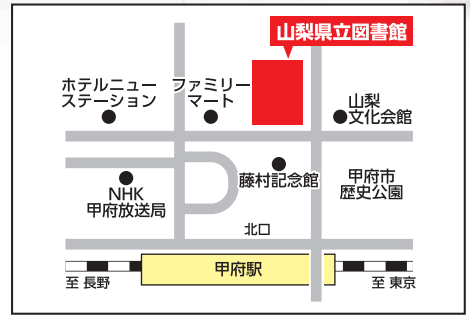 山梨県立図書館
ホテルニュー
ステーション
ファミリー
マート
山梨
文化会館
NHK
甲府放送局
藤村記念館
甲府市
歴史公園
北口
甲府駅
至 長野
至 東京